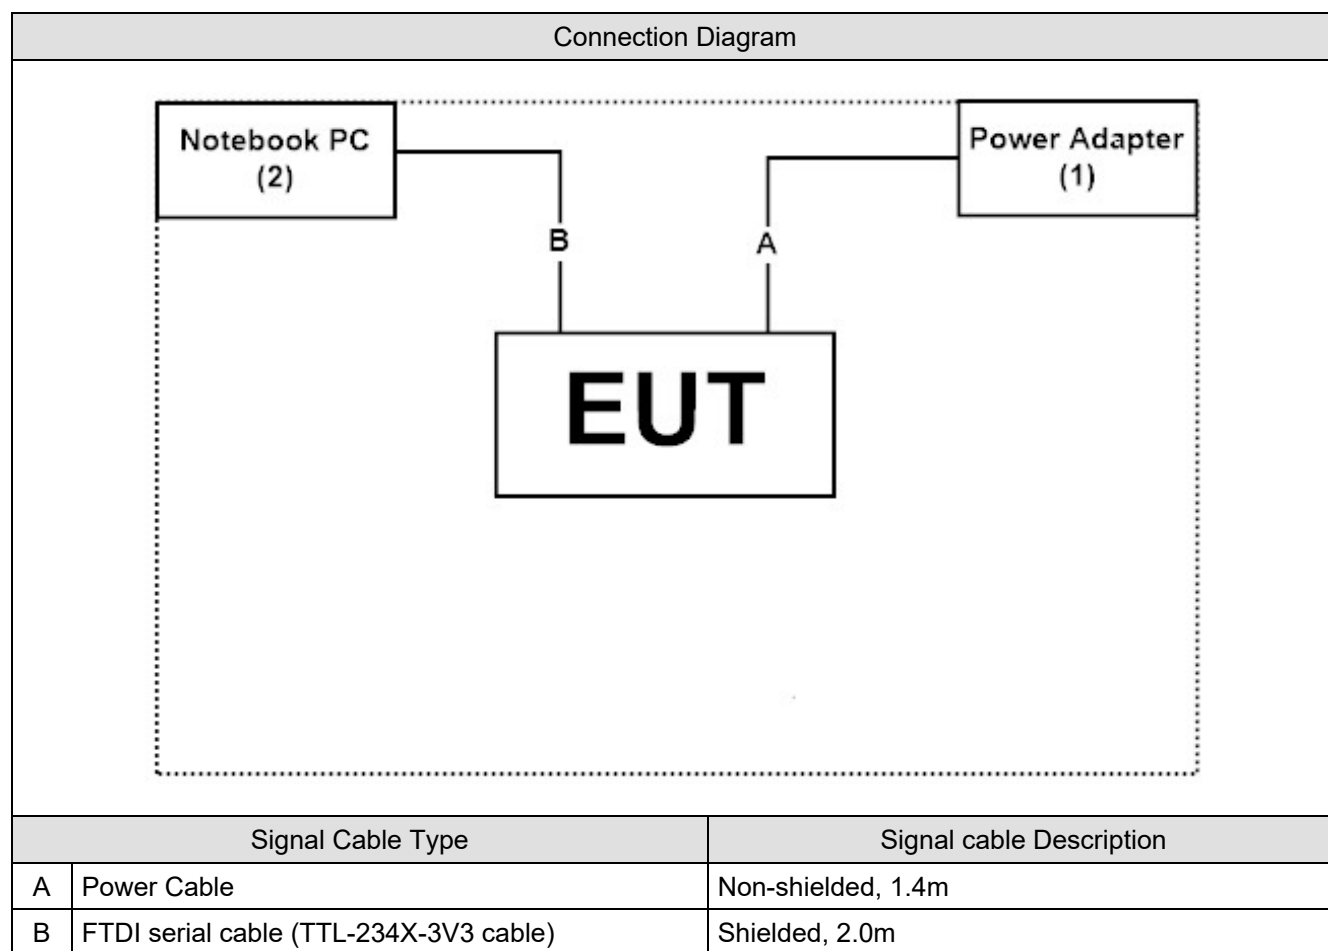 Connection Diagram
Notebook PC
(2)
Power Adapter
(1)
B
A
EUT
Signal Cable Type
Signal cable Description
A
Power Cable
Non-shielded, 1.4m
B
FTDI serial cable (TTL-234X-3V3 cable)
Shielded, 2.0m